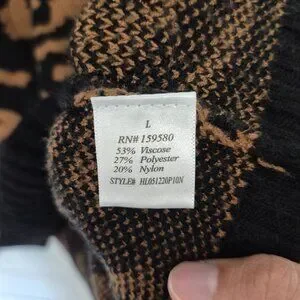 L
RN# 159580
53% Viscose
27% Polyester
20% Nylon
STYLE# HL051220P10N